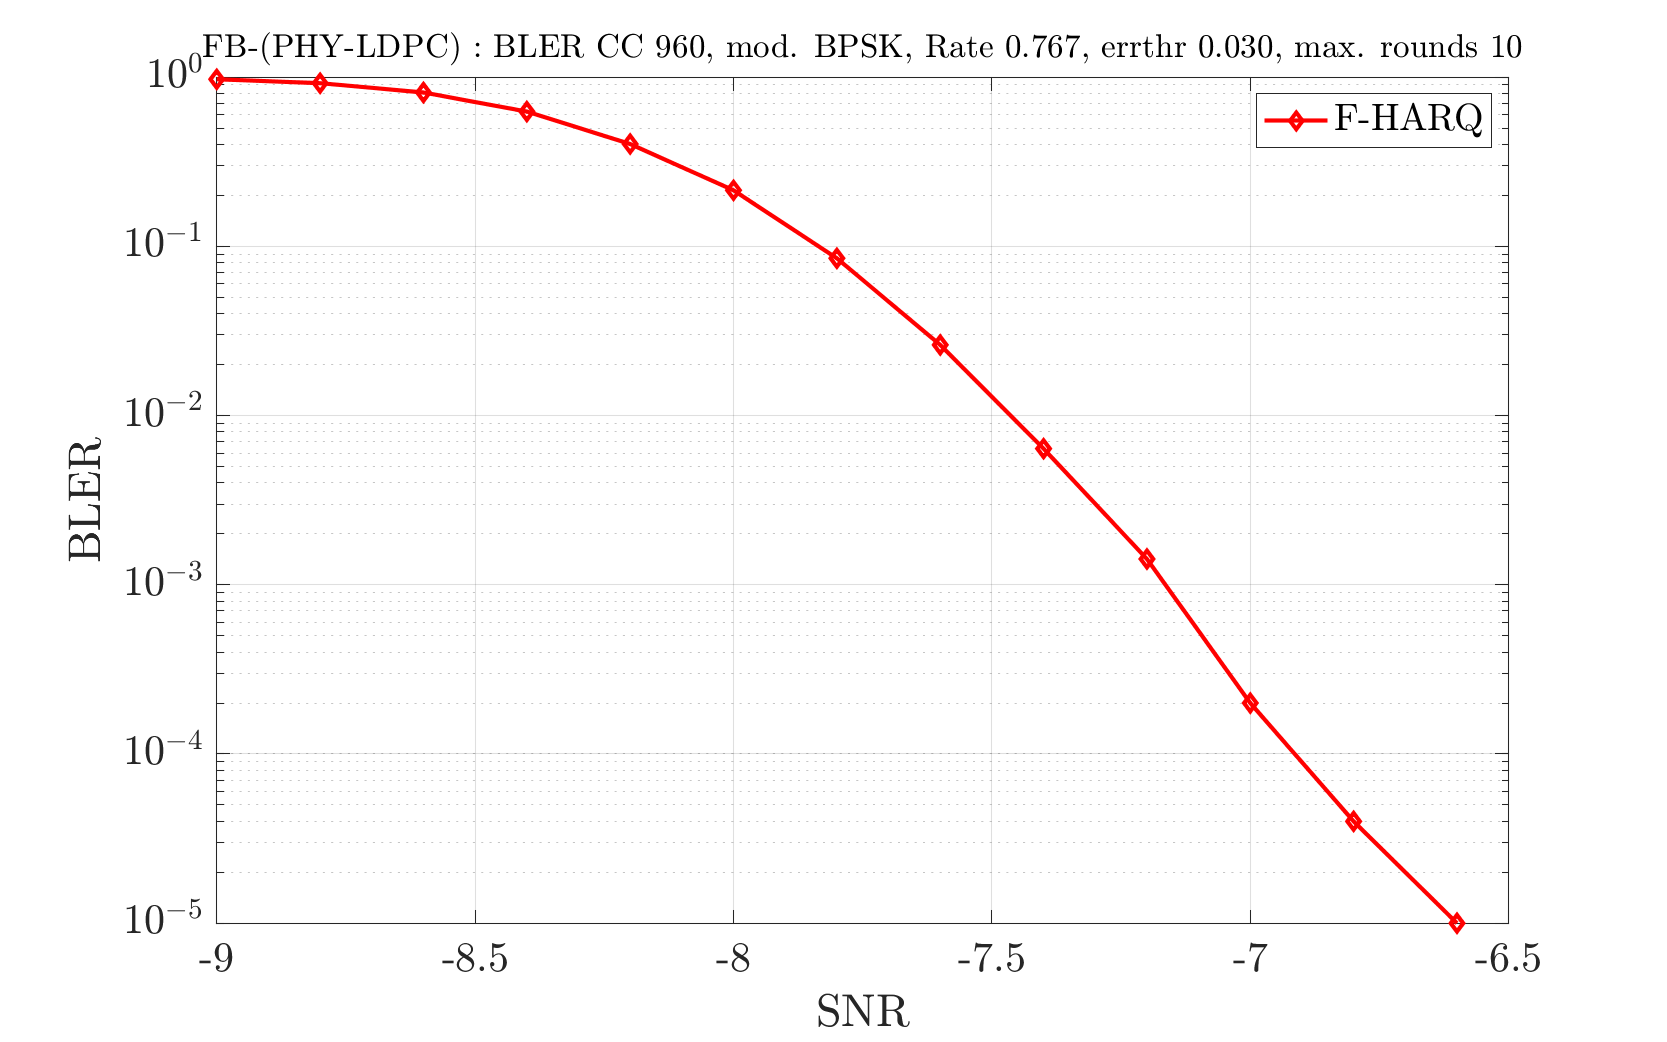 FB-(PHY-LDPC) : BLER CC 960, mod. BPSK, Rate 0.767, errthr 0.030, max. rounds 10
F-HARQ
10^0
10^{-1}
10^{-2}
10^{-3}
10^{-4}
10^{-5}
BLER
-9 -8.5 -8 -7.5 -7 -6.5
SNR